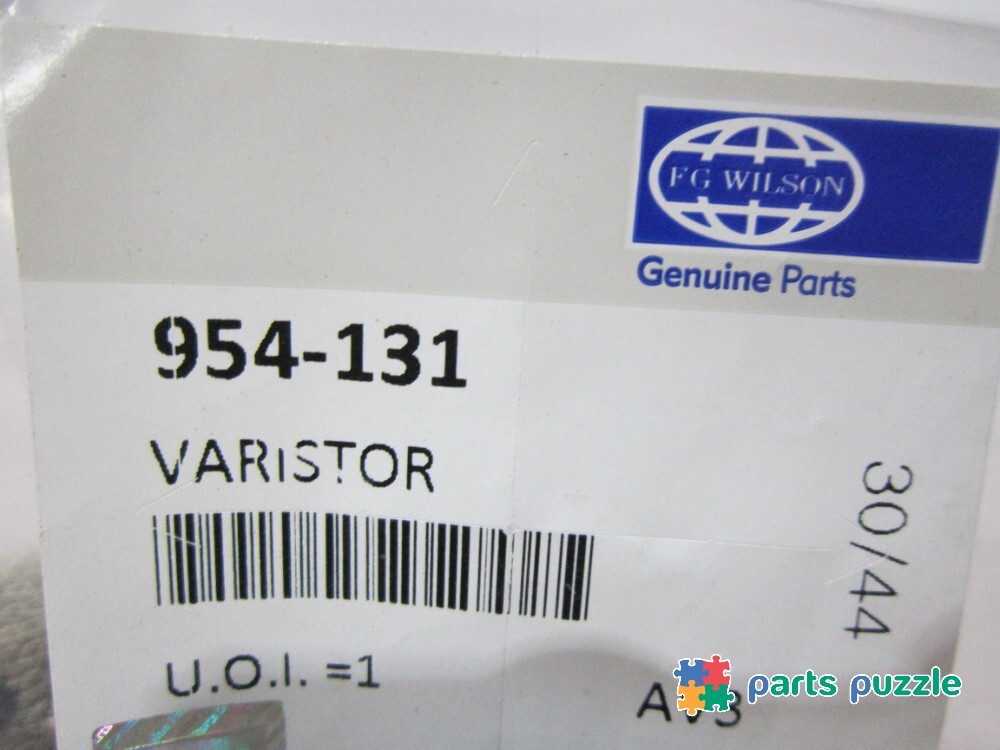 FG WILSON
Genuine Parts
954-131
VARISTOR
30/44
U.O.I. =1
parts puzzle